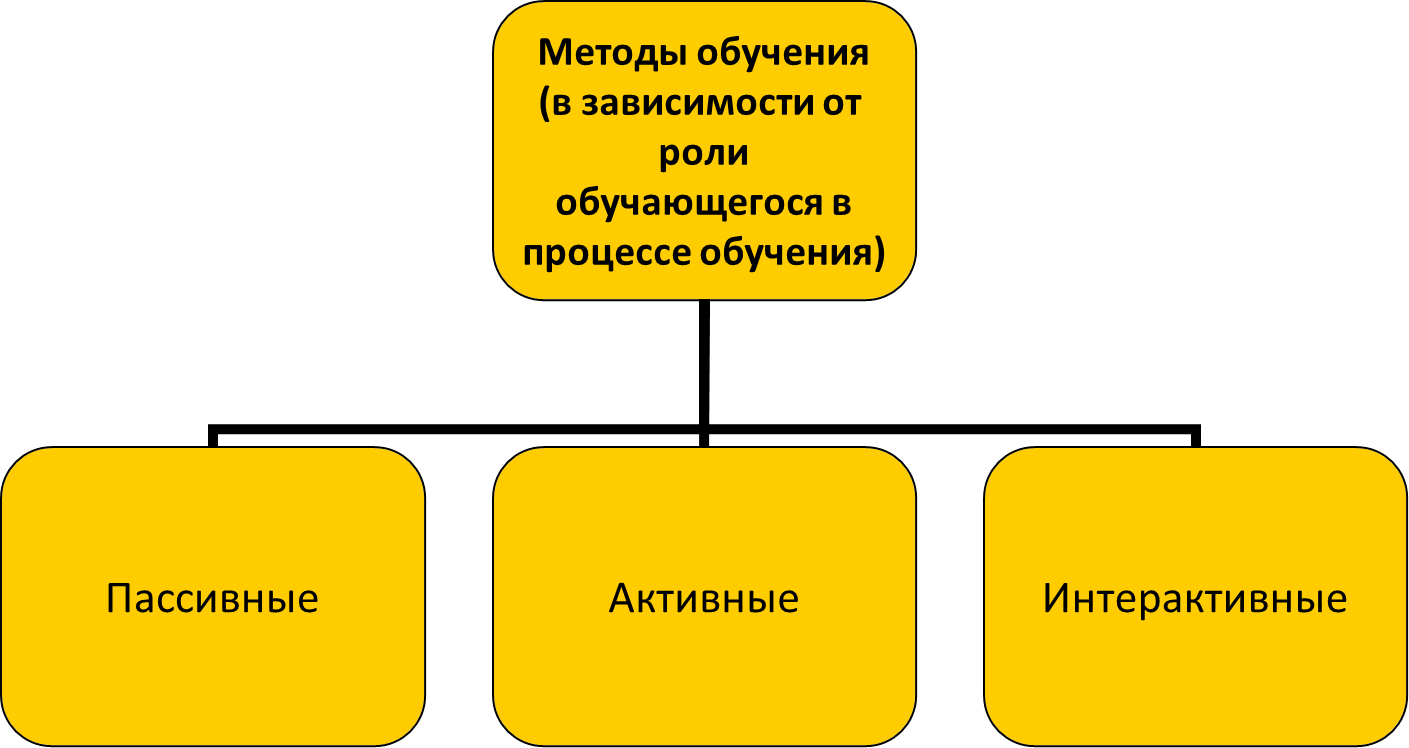 Методы обучения
(в зависимости от
роли
обучающегося в
процессе обучения)
Пассивные
Активные
Интерактивные